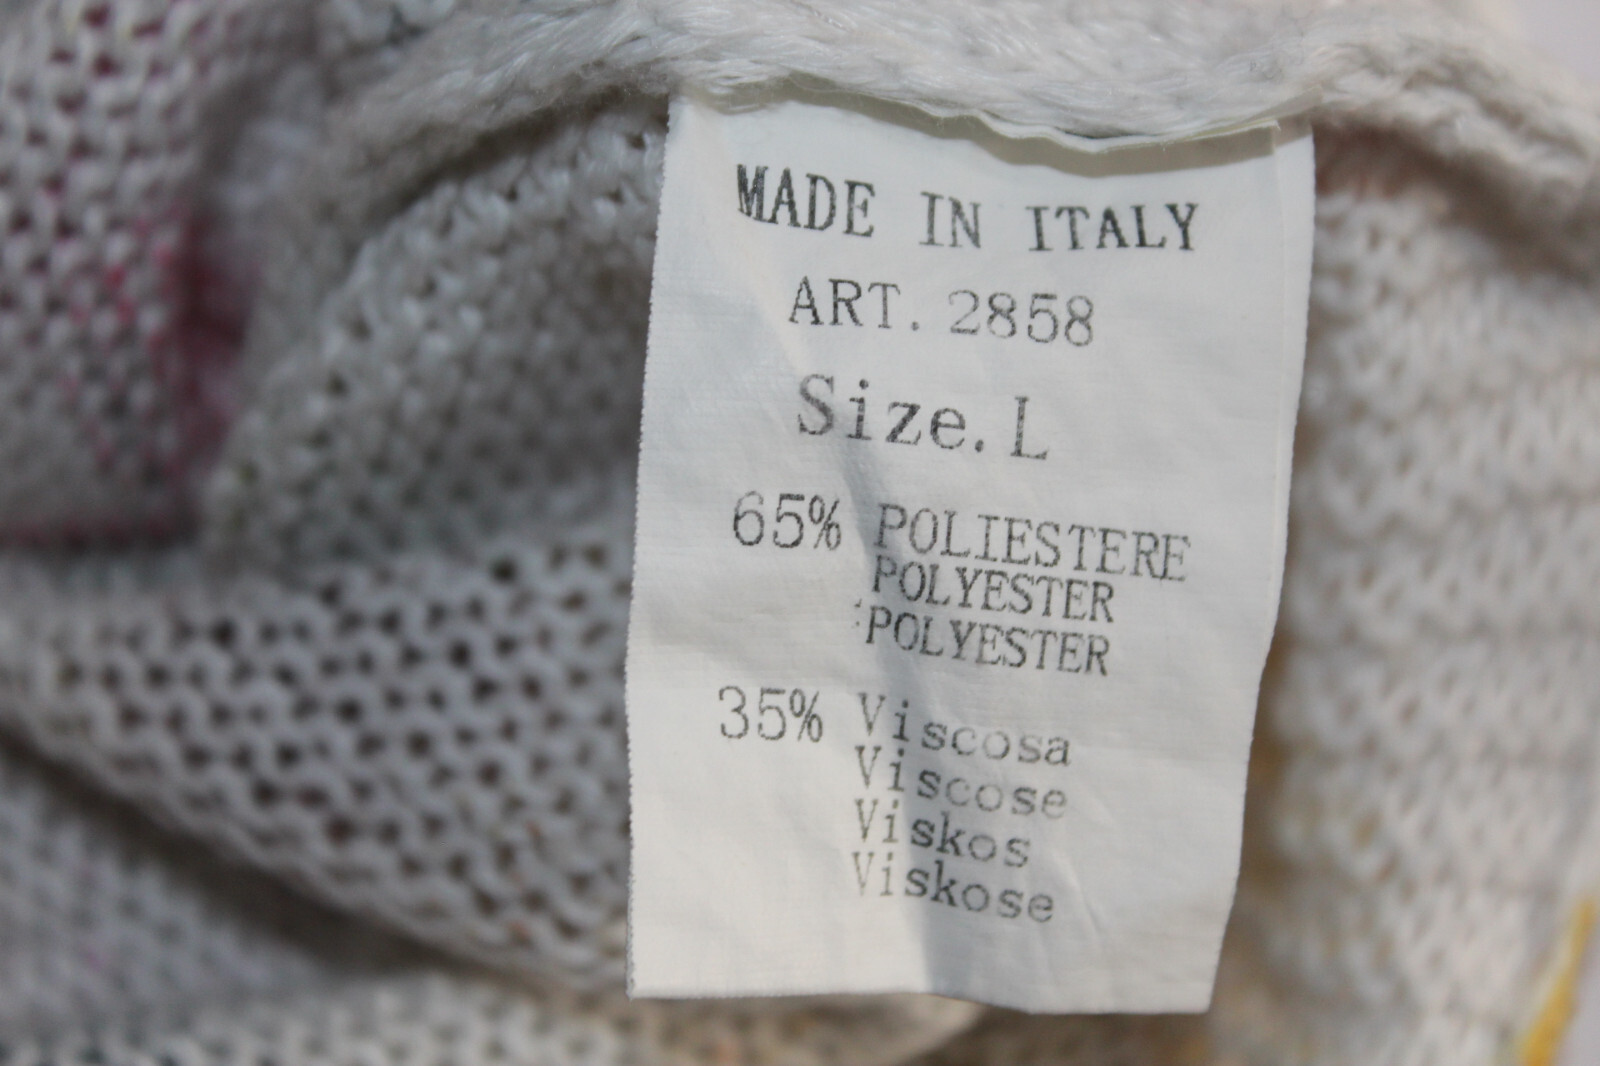 MADE IN ITALY
ART. 2858
Size. L
65% POLIESTERE
POLYESTER
POLYESTER
35% Viscosa
Viscose
Viskos
Viskose